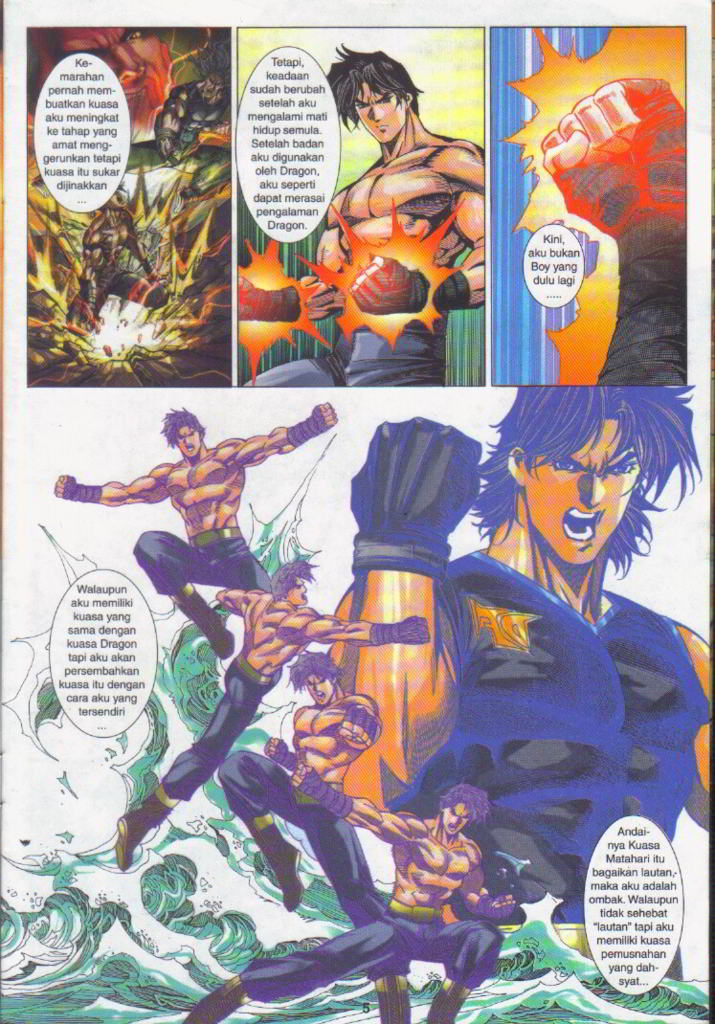 Ke-
marahan
pernah mem-
buatkan kuasa
aku meningkat
ke tahap yang
amat meng-
gerunkan tetapi
kuasa itu sukar
dijinakkan
...
Tetapi,
keadaan
sudah berubah
setelah aku
mengalami mati
hidup semula.
Setelah badan
aku digunakan
oleh Dragon,
aku seperti
dapat merasai
pengalaman
Dragon.
Kini,
aku bukan
Boy yang
dulu lagi
.....
Walaupun
aku memiliki
kuasa yang
sama dengan
kuasa Dragon
tapi aku akan
persembahkan
kuasa itu dengan
cara aku yang
tersendiri
...
Andai-
nya Kuasa
Matahari itu
bagaikan lautan,
maka aku adalah
ombak. Walaupun
tidak sehebat
"lautan" tapi aku
memiliki kuasa
pemusnahan
yang dah-
syat...
5